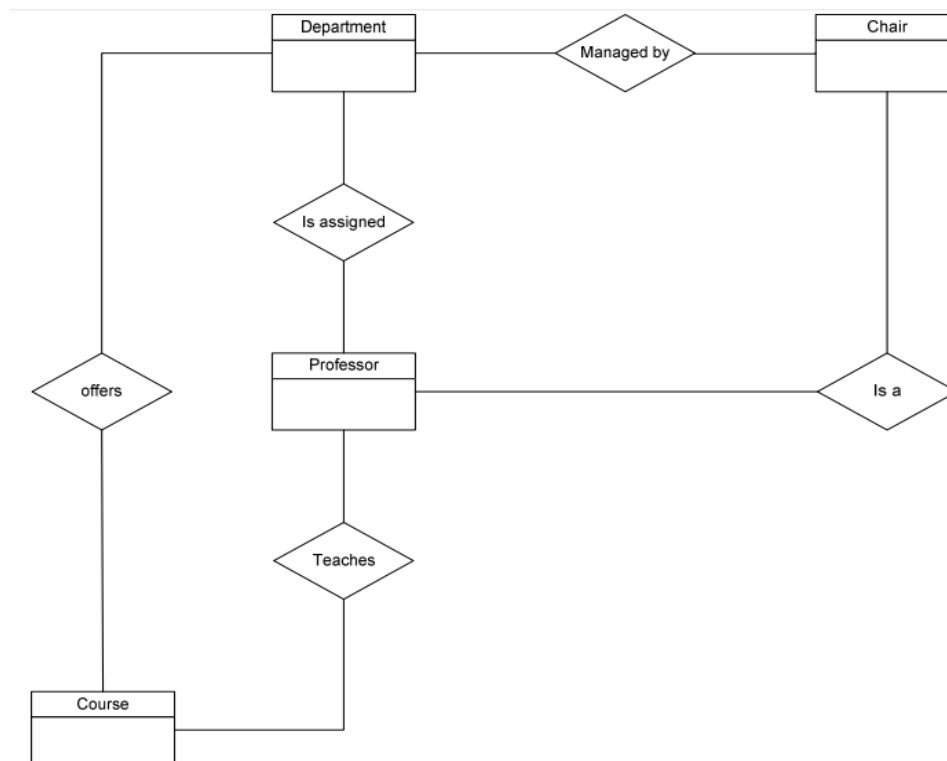 Department
Managed by
Chair
Is assigned
Professor
offers
Is a
Teaches
Course